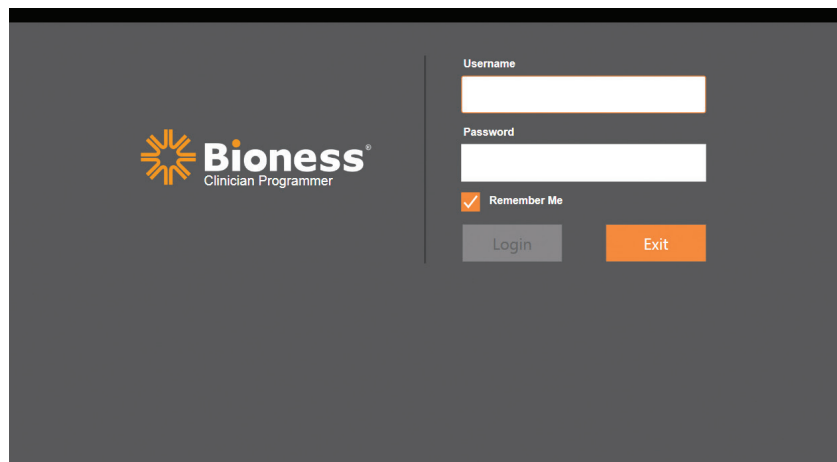 Bioness®
Clinician Programmer
Username
Password
Remember Me
Login
Exit